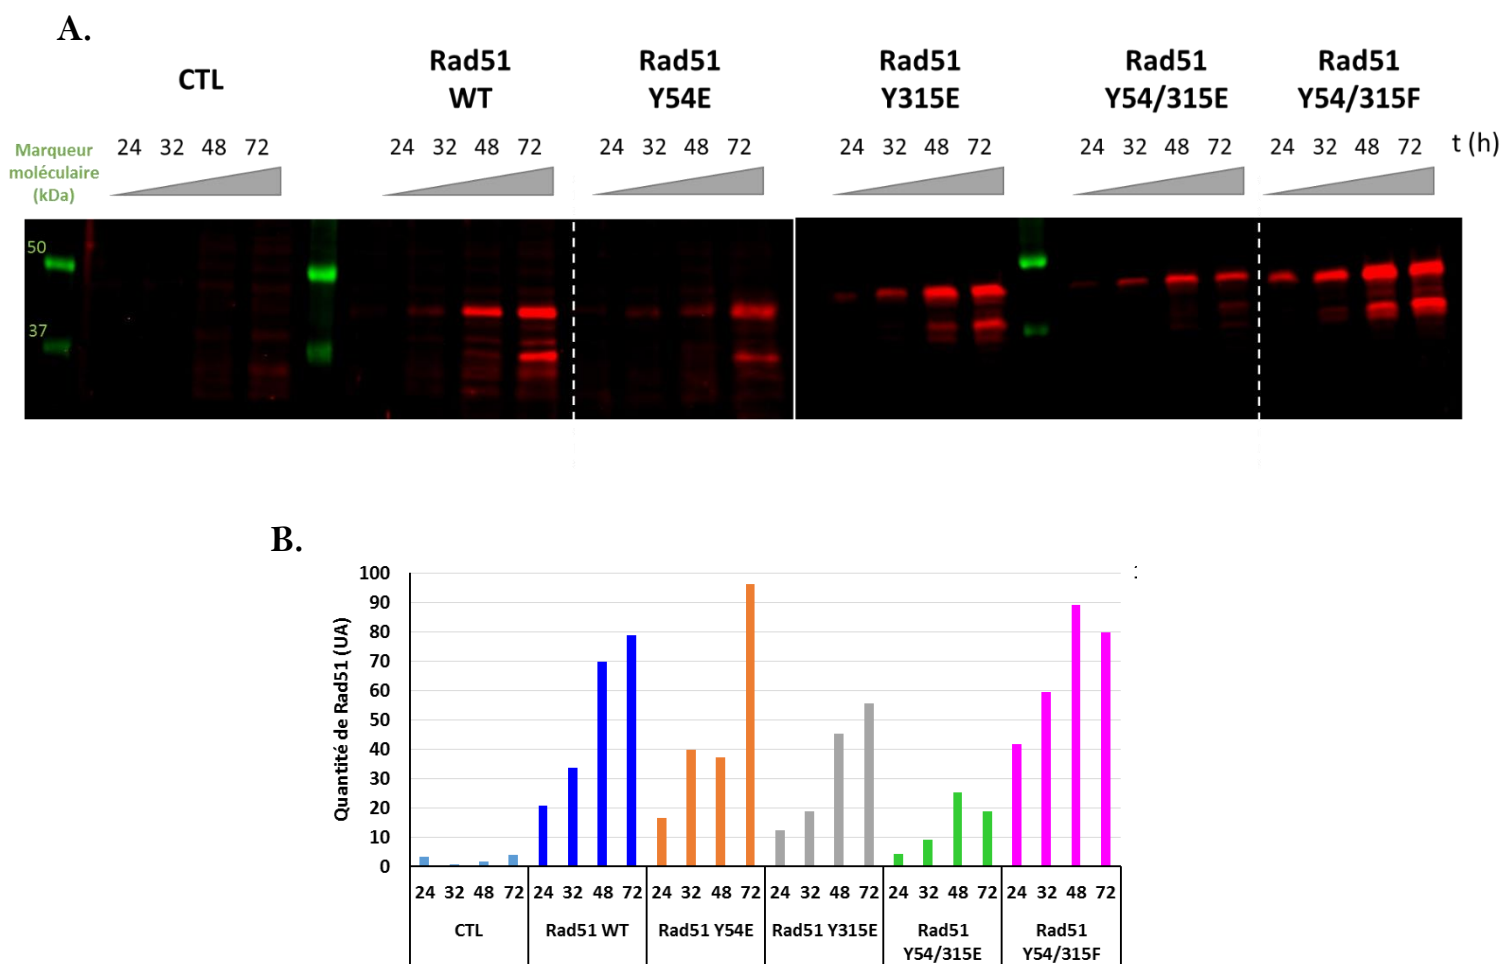 A.
CTL
Rad51
WT
Rad51
Y54E
Rad51
Y315E
Rad51
Y54/315E
Rad51
Y54/315F
Marqueur
moléculaire
(kDa)
24 32 48 72
24 32 48 72
24 32 48 72
24 32 48 72
24 32 48 72
24 32 48 72
t (h)
50
37
B.
Quantité de Rad51 (UA)
100
90
80
70
60
50
40
30
20
10
0
24 32 48 72 24 32 48 72 24 32 48 72 24 32 48 72 24 32 48 72 24 32 48 72
CTL
Rad51 WT
Rad51 Y54E
Rad51 Y315E
Rad51
Y54/315E
Rad51
Y54/315F